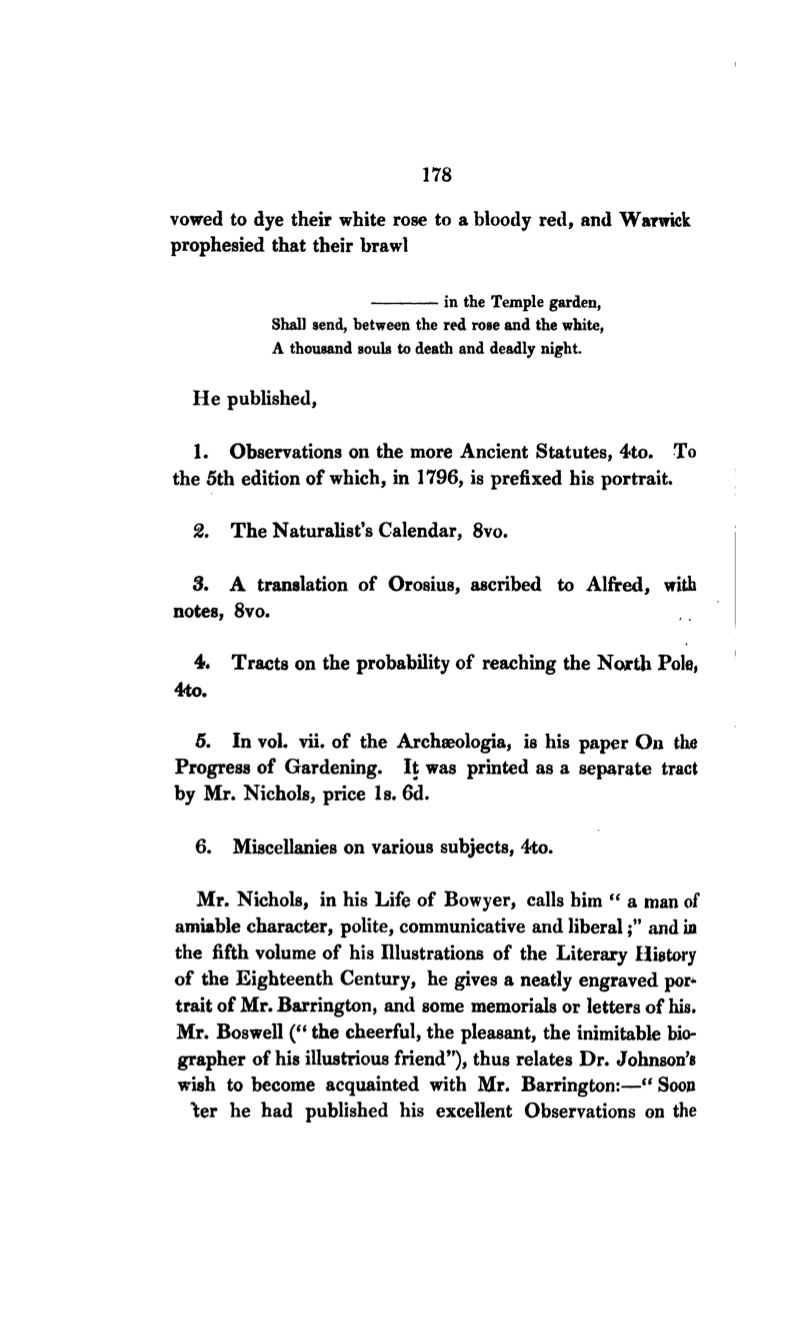 178
vowed to dye their white rose to a bloody red, and Warwick
prophesied that their brawl
——— in the Temple garden,
Shall send, between the red rose and the white,
A thousand souls to death and deadly night.
He published,
1. Observations on the more Ancient Statutes, 4to. To
the 5th edition of which, in 1796, is prefixed his portrait.
2. The Naturalist's Calendar, 8vo.
3. A translation of Orosius, ascribed to Alfred, with
notes, 8vo.
4. Tracts on the probability of reaching the North Pole,
4to.
5. In vol. vii. of the Archæologia, is his paper On the
Progress of Gardening. It was printed as a separate tract
by Mr. Nichols, price 1s. 6d.
6. Miscellanies on various subjects, 4to.
Mr. Nichols, in his Life of Bowyer, calls him " a man of
amiable character, polite, communicative and liberal ;" and in
the fifth volume of his Illustrations of the Literary History
of the Eighteenth Century, he gives a neatly engraved por-
trait of Mr. Barrington, and some memorials or letters of his.
Mr. Boswell (" the cheerful, the pleasant, the inimitable bio-
grapher of his illustrious friend"), thus relates Dr. Johnson's
wish to become acquainted with Mr. Barrington:—" Soon
ter he had published his excellent Observations on the